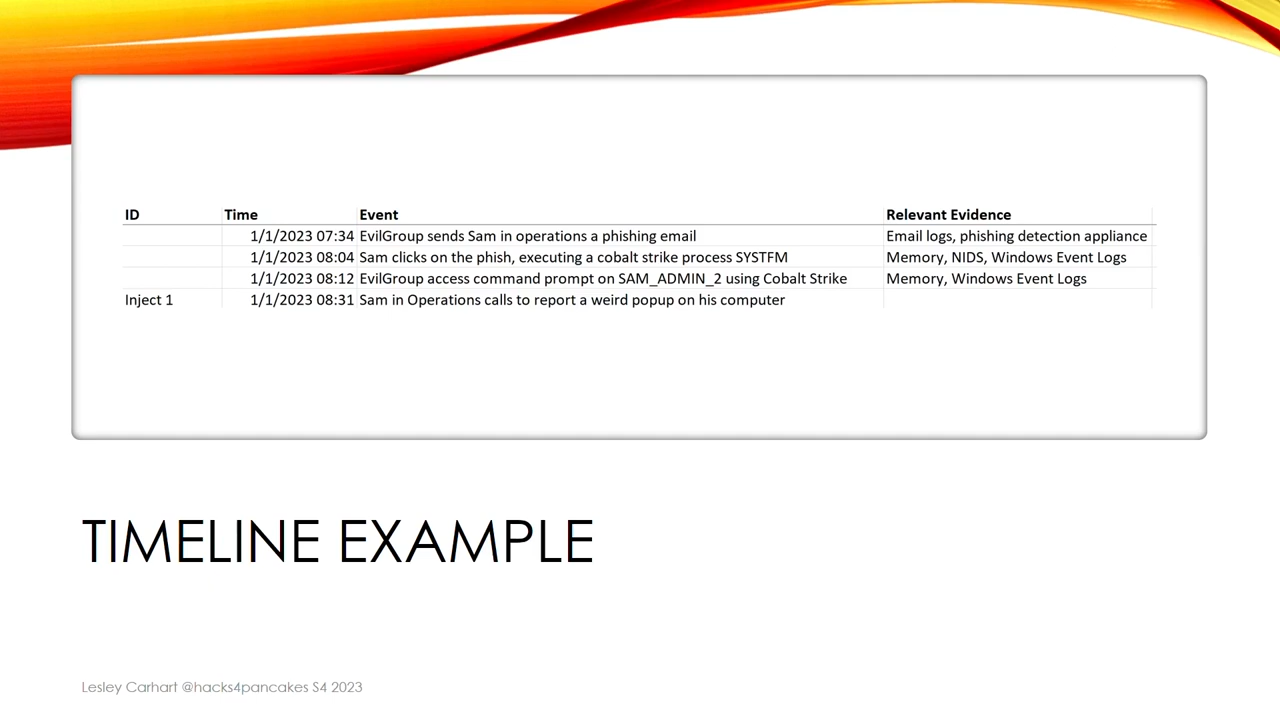 ID Time Event Relevant Evidence
1/1/2023 07:34 EvilGroup sends Sam in operations a phishing email Email logs, phishing detection appliance
1/1/2023 08:04 Sam clicks on the phish, executing a cobalt strike process SYSTFM Memory, NIDS, Windows Event Logs
1/1/2023 08:12 EvilGroup access command prompt on SAM_ADMIN_2 using Cobalt Strike Memory, Windows Event Logs
Inject 1 1/1/2023 08:31 Sam in Operations calls to report a weird popup on his computer
TIMELINE EXAMPLE
Lesley Carhart @hacks4pancakes S4 2023